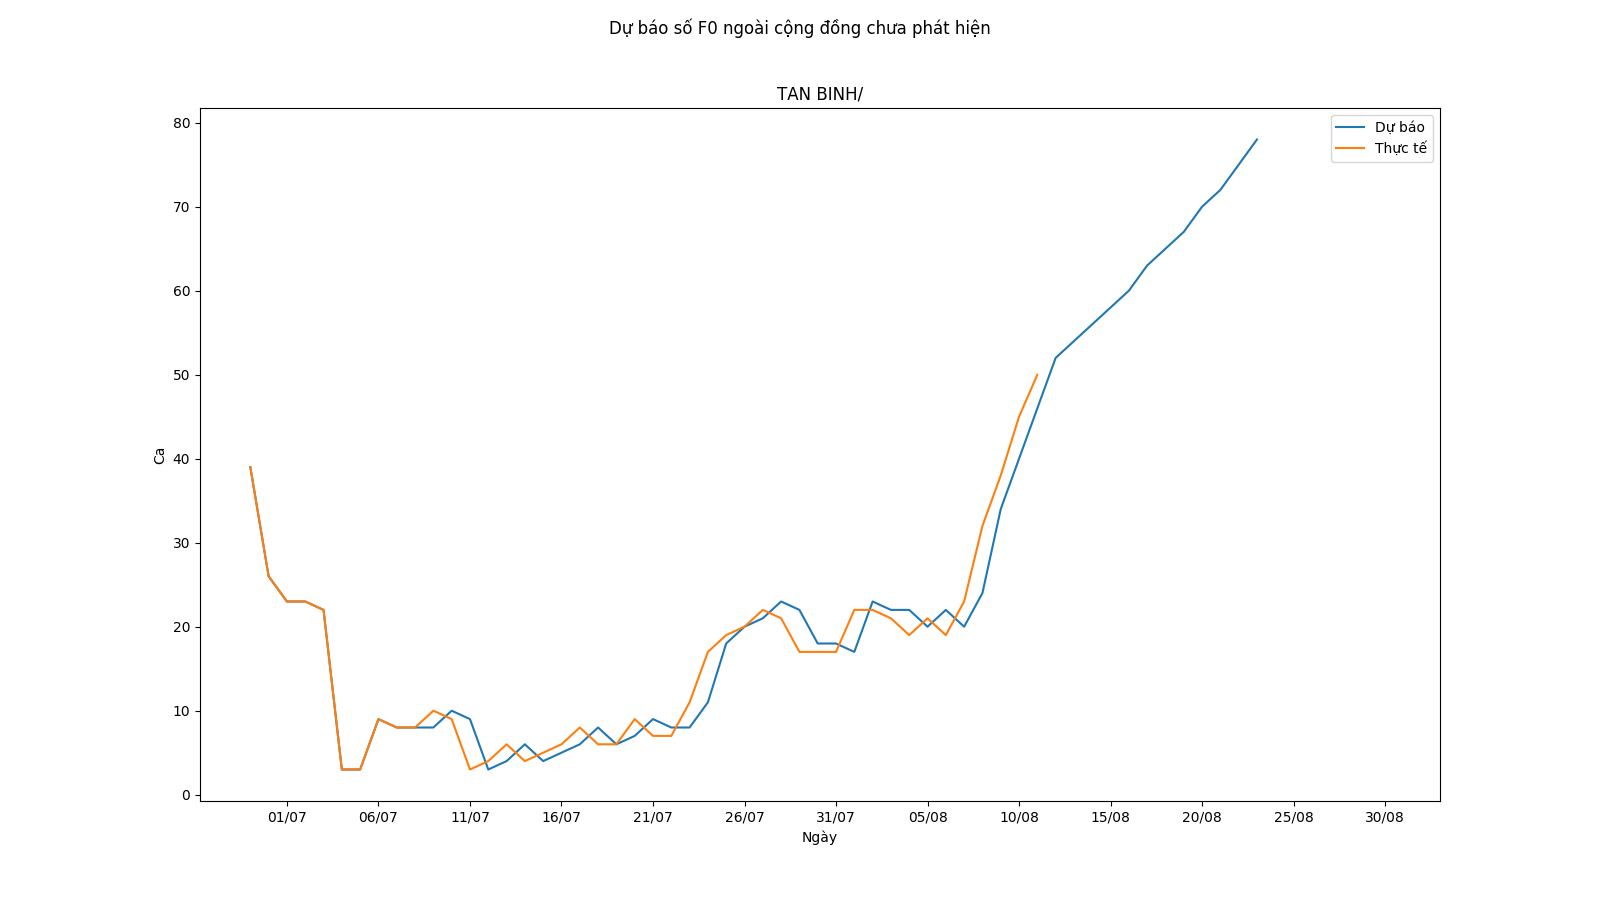 Dự báo số F0 ngoài cộng đồng chưa phát hiện
TAN BINH/
Dự báo
Thực tế
80
70
60
50
40
30
20
10
0
Ca
01/07 06/07 11/07 16/07 21/07 26/07 31/07 05/08 10/08 15/08 20/08 25/08 30/08
Ngày